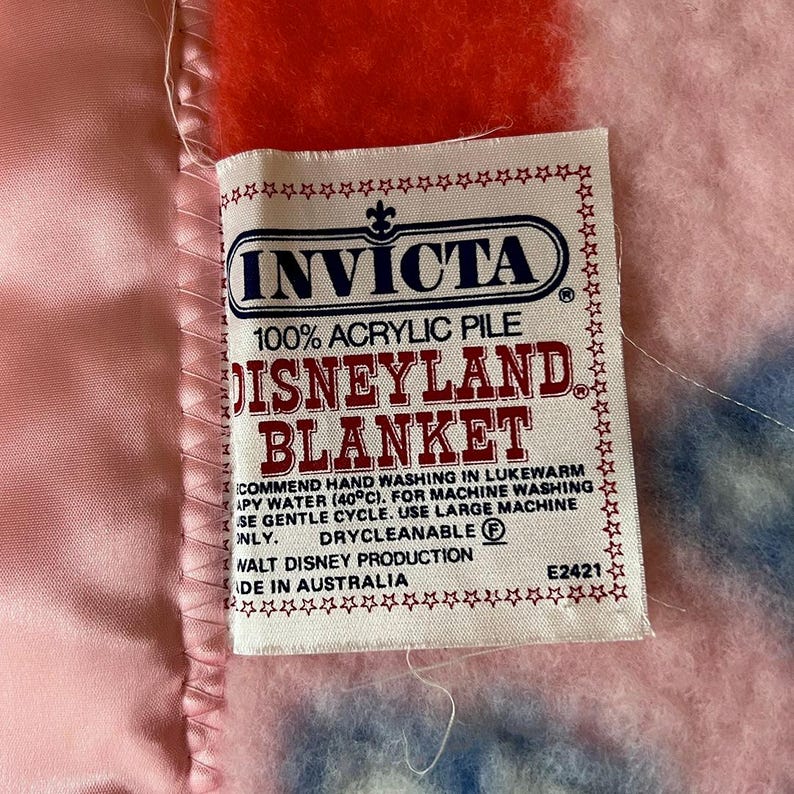 INVICTA®
100% ACRYLIC PILE
DISNEYLAND®
BLANKET
ECOMMEND HAND WASHING IN LUKEWARM
APY WATER (40°C). FOR MACHINE WASHING
SE GENTLE CYCLE. USE LARGE MACHINE
ONLY. DRYCLEANABLE Ⓕ
WALT DISNEY PRODUCTION
ADE IN AUSTRALIA E2421